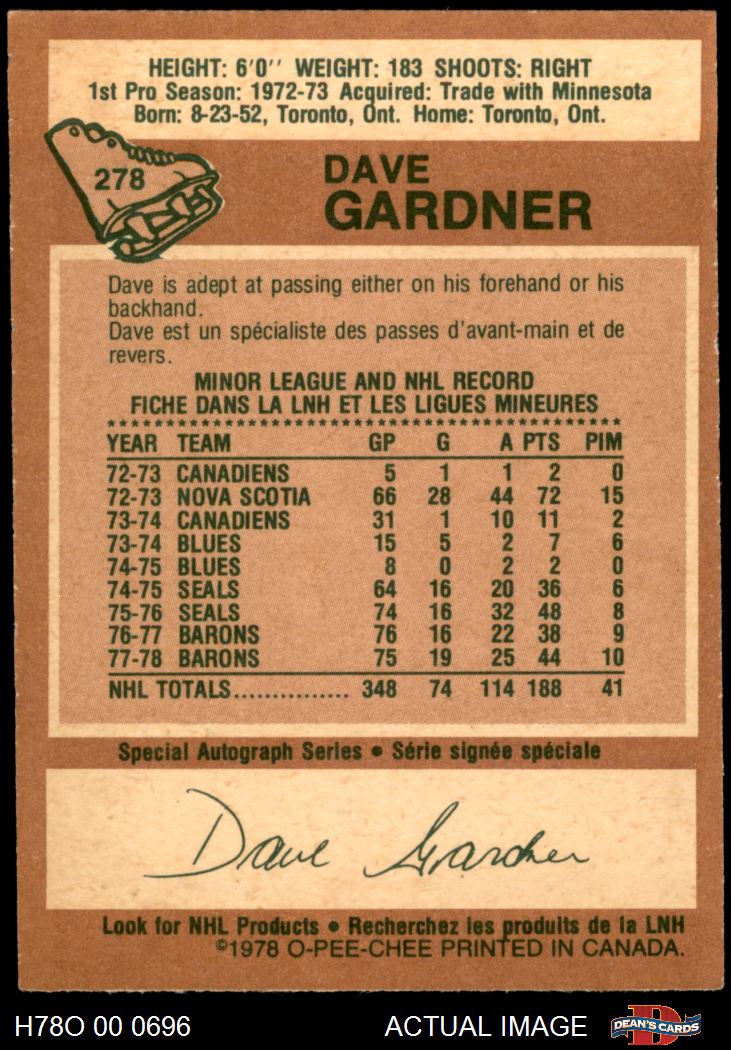 HEIGHT: 6'0'' WEIGHT: 183 SHOOTS: RIGHT
1st Pro Season: 1972-73 Acquired: Trade with Minnesota
Born: 8-23-52, Toronto, Ont. Home: Toronto, Ont.
278
DAVE
GARDNER
Dave is adept at passing either on his forehand or his
backhand.
Dave est un spécialiste des passes d'avant-main et de
revers.
MINOR LEAGUE AND NHL RECORD
FICHE DANS LA LNH ET LES LIGUES MINEURES
YEAR TEAM GP G A PTS PIM
72-73 CANADIENS 5 1 1 2 0
72-73 NOVA SCOTIA 66 28 44 72 15
73-74 CANADIENS 31 1 10 11 2
73-74 BLUES 15 5 2 7 6
74-75 BLUES 8 0 2 2 0
74-75 SEALS 64 16 20 36 6
75-76 SEALS 74 16 32 48 8
76-77 BARONS 76 16 22 38 9
77-78 BARONS 75 19 25 44 10
NHL TOTALS............... 348 74 114 188 41
Special Autograph Series • Série signée spéciale
Dave Gardner
Look for NHL Products • Recherchez les produits de la LNH
©1978 O-PEE-CHEE PRINTED IN CANADA.
H78O 00 0696 ACTUAL IMAGE D DEAN'S CARDS